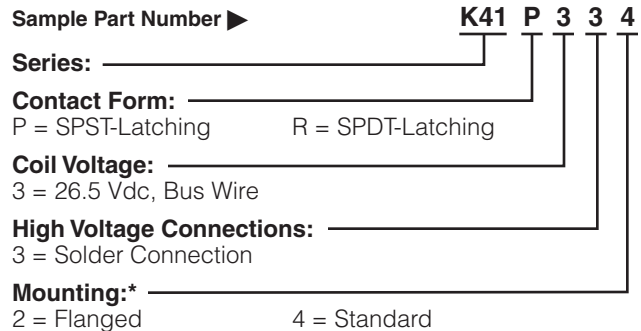 Sample Part Number ▶ K41 P 3 3 4
Series:
Contact Form:
P = SPST-Latching R = SPDT-Latching
Coil Voltage:
3 = 26.5 Vdc, Bus Wire
High Voltage Connections:
3 = Solder Connection
Mounting:*
2 = Flanged 4 = Standard